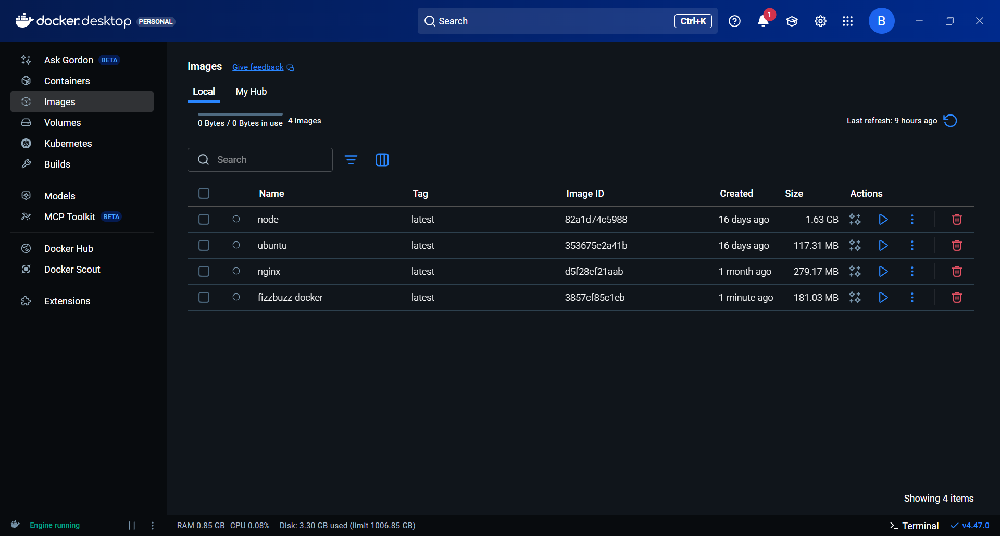 docker.desktop PERSONAL
Search Ctrl+K
1
B
Ask Gordon BETA
Containers
Images
Volumes
Kubernetes
Builds
Models
MCP Toolkit BETA
Docker Hub
Docker Scout
Extensions
Images Give feedback
Local My Hub
0 Bytes / 0 Bytes in use 4 images
Last refresh: 9 hours ago
Search
Name Tag Image ID Created Size Actions
node latest 82a1d74c5988 16 days ago 1.63 GB
ubuntu latest 353675e2a41b 16 days ago 117.31 MB
nginx latest d5f28ef21aab 1 month ago 279.17 MB
fizzbuzz-docker latest 3857cf85c1eb 1 minute ago 181.03 MB
Showing 4 items
Engine running
RAM 0.85 GB CPU 0.08% Disk: 3.30 GB used (limit 1006.85 GB)
Terminal v4.47.0